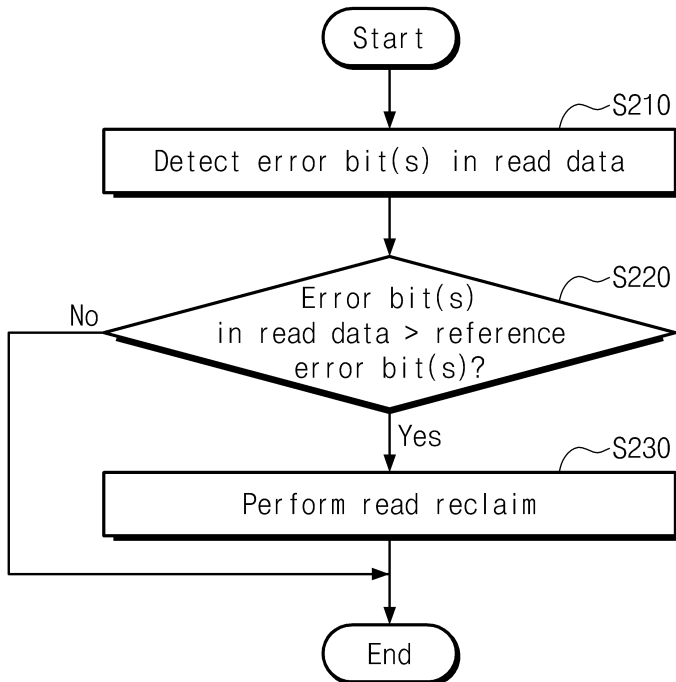 Start
S210
Detect error bit(s) in read data
S220
Error bit(s)
in read data > reference
error bit(s)?
No
Yes
S230
Perform read reclaim
End